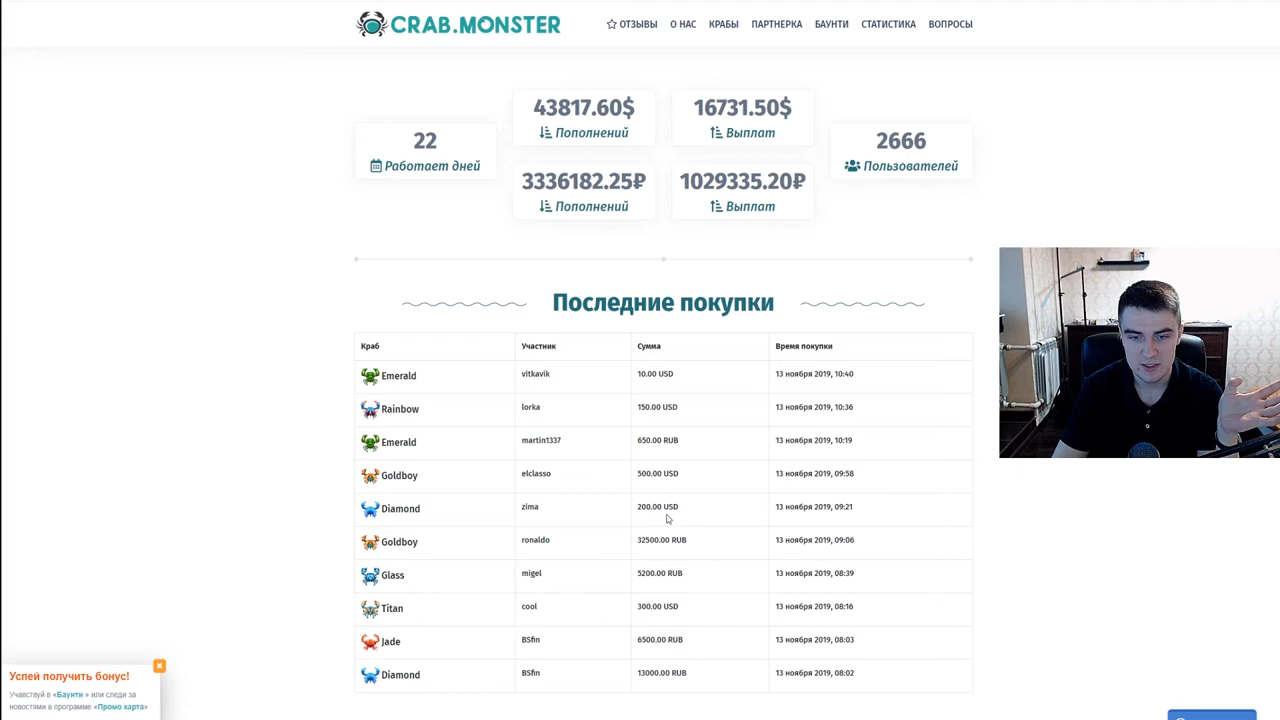 CRAB.MONSTER
ОТЗЫВЫ О НАС КРАБЫ ПАРТНЕРКА БАУНТИ СТАТИСТИКА ВОПРОСЫ
22
Работает дней
43817.60$
Пополнений
16731.50$
Выплат
3336182.25₽
Пополнений
1029335.20₽
Выплат
2666
Пользователей
Последние покупки
Краб Участник Сумма Время покупки
Emerald vitkavik 10.00 USD 13 ноября 2019, 10:40
Rainbow lorka 150.00 USD 13 ноября 2019, 10:36
Emerald martin1337 650.00 RUB 13 ноября 2019, 10:19
Goldboy elclasso 500.00 USD 13 ноября 2019, 09:58
Diamond zima 200.00 USD 13 ноября 2019, 09:21
Goldboy ronaldo 32500.00 RUB 13 ноября 2019, 09:06
Glass migel 5200.00 RUB 13 ноября 2019, 08:39
Titan cool 300.00 USD 13 ноября 2019, 08:16
Jade BSfin 6500.00 RUB 13 ноября 2019, 08:03
Diamond BSfin 13000.00 RUB 13 ноября 2019, 08:02
Успей получить бонус!
Учавствуй в «Баунти » или следи за
новостями в программе «Промо карта»